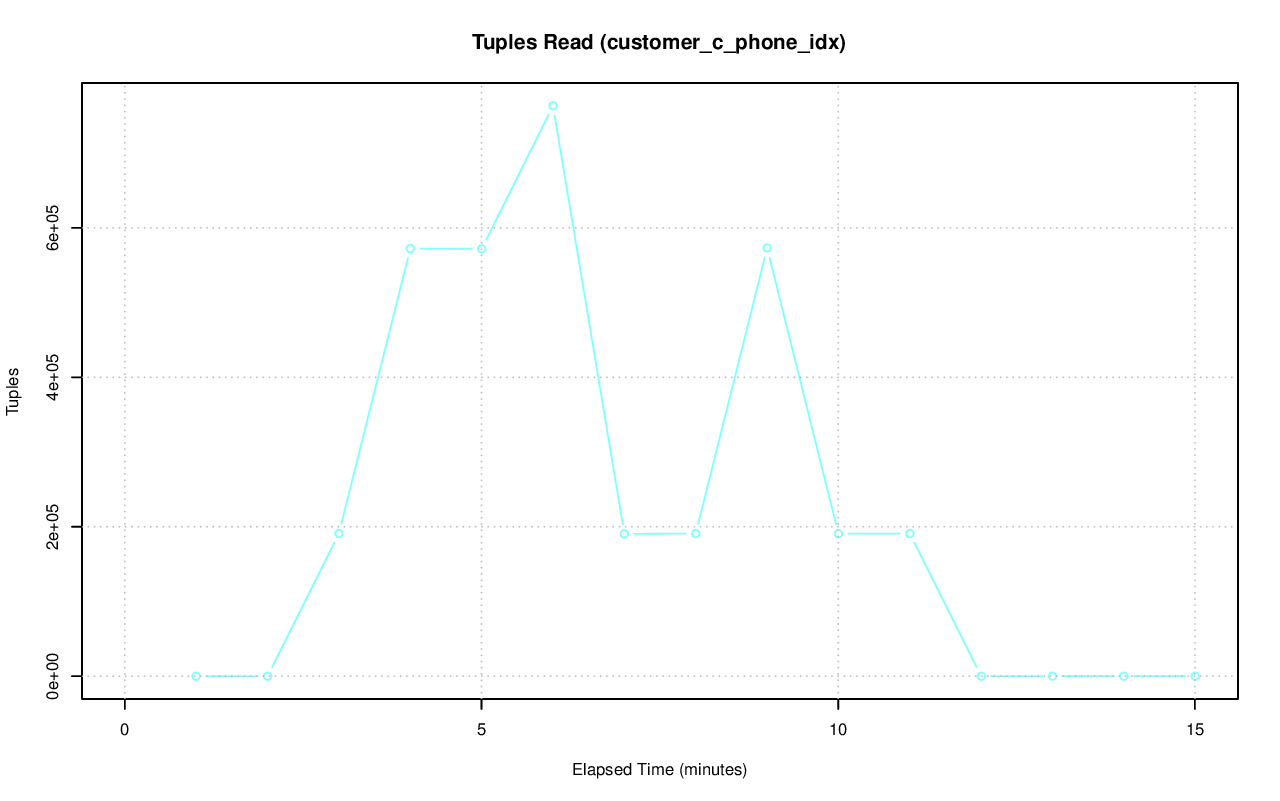 Tuples Read (customer_c_phone_idx)
Tuples
6e+05
4e+05
2e+05
0e+00
0 5 10 15
Elapsed Time (minutes)